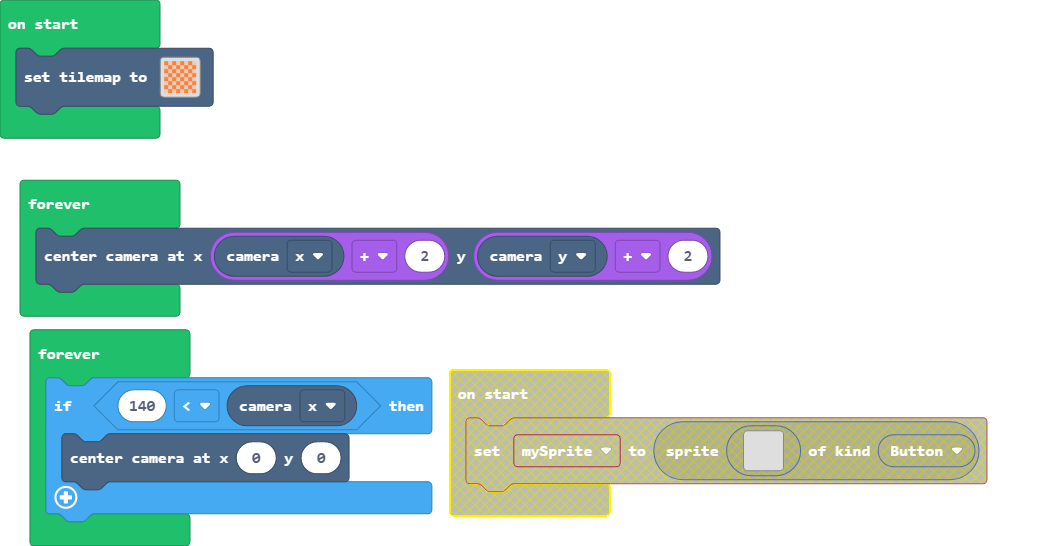 on start
set tilemap to
forever
center camera at x camera x + 2 y camera y + 2
forever
if 140 < camera x then
center camera at x 0 y 0
on start
set mySprite to sprite of kind Button